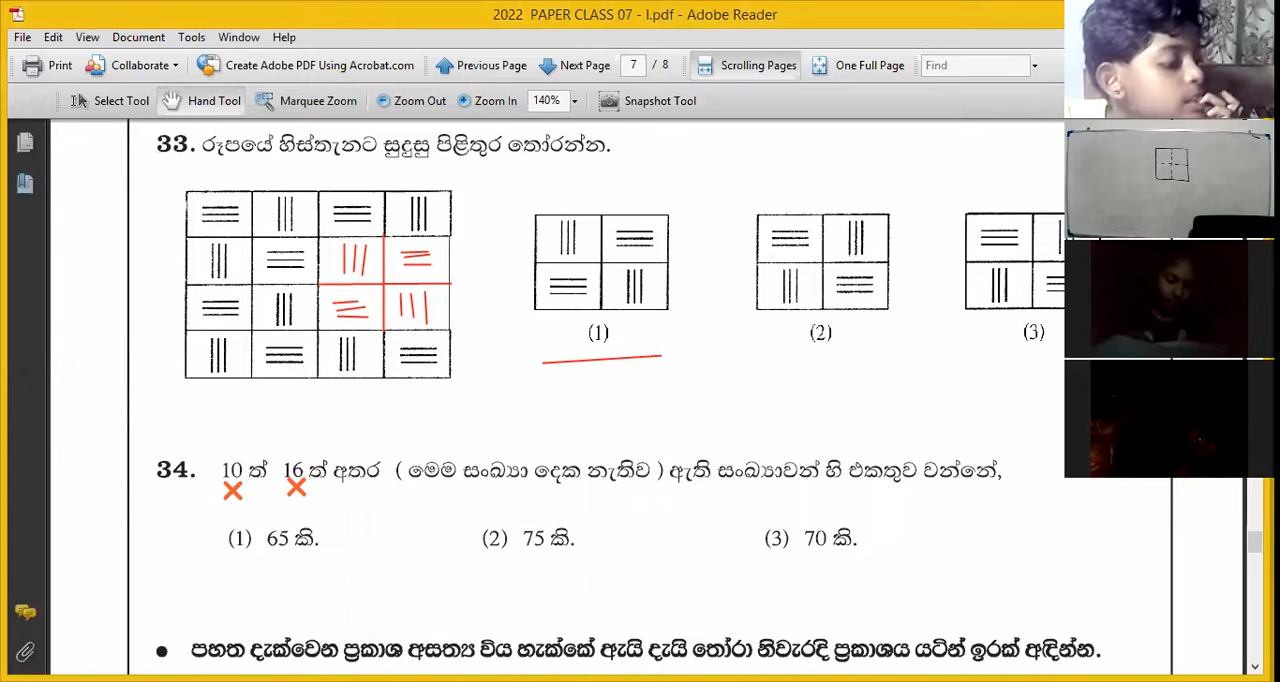 2022 PAPER CLASS 07 - I.pdf - Adobe Reader
File Edit View Document Tools Window Help
Print Collaborate Create Adobe PDF Using Acrobat.com Previous Page Next Page 7 / 8 Scrolling Pages One Full Page Find
Select Tool Hand Tool Marquee Zoom Zoom Out Zoom In 140% Snapshot Tool
33. රූපයේ හිස්තැනට සුදුසු පිළිතුර තෝරන්න.
(1) (2) (3)
34. 10 ත් 16 ත් අතර ( මෙම සංඛ්‍යා දෙක නැතිව ) ඇති සංඛ්‍යාවන් හි එකතුව වන්නේ,
(1) 65 කි. (2) 75 කි. (3) 70 කි.
• පහත දැක්වෙන ප්‍රකාශ අසත්‍ය විය හැක්කේ ඇයි දැයි තෝරා නිවැරදි ප්‍රකාශය යටින් ඉරක් අඳින්න.